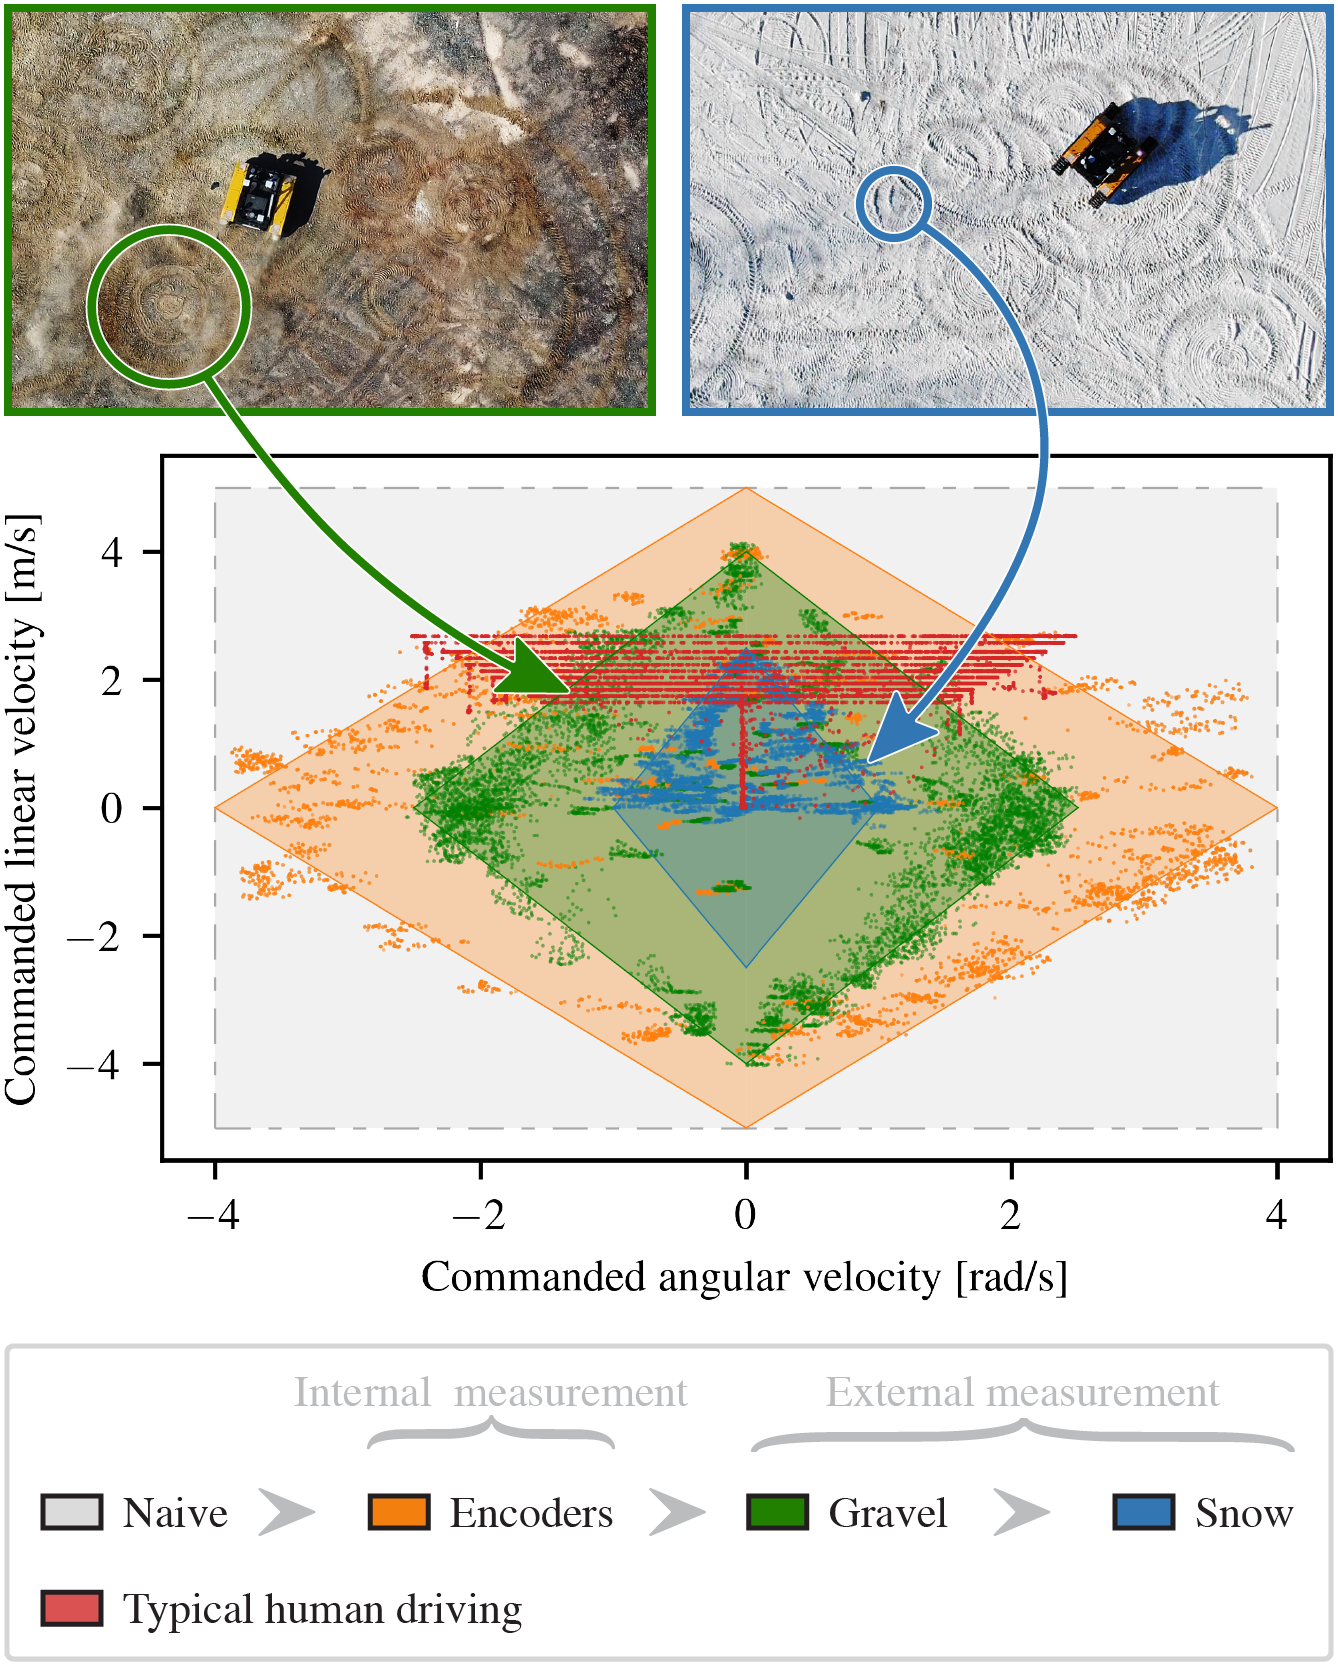 Commanded linear velocity [m/s]
4
2
0
−2
−4
−4 −2 0 2 4
Commanded angular velocity [rad/s]
Internal measurement External measurement
Naive Encoders Gravel Snow
Typical human driving